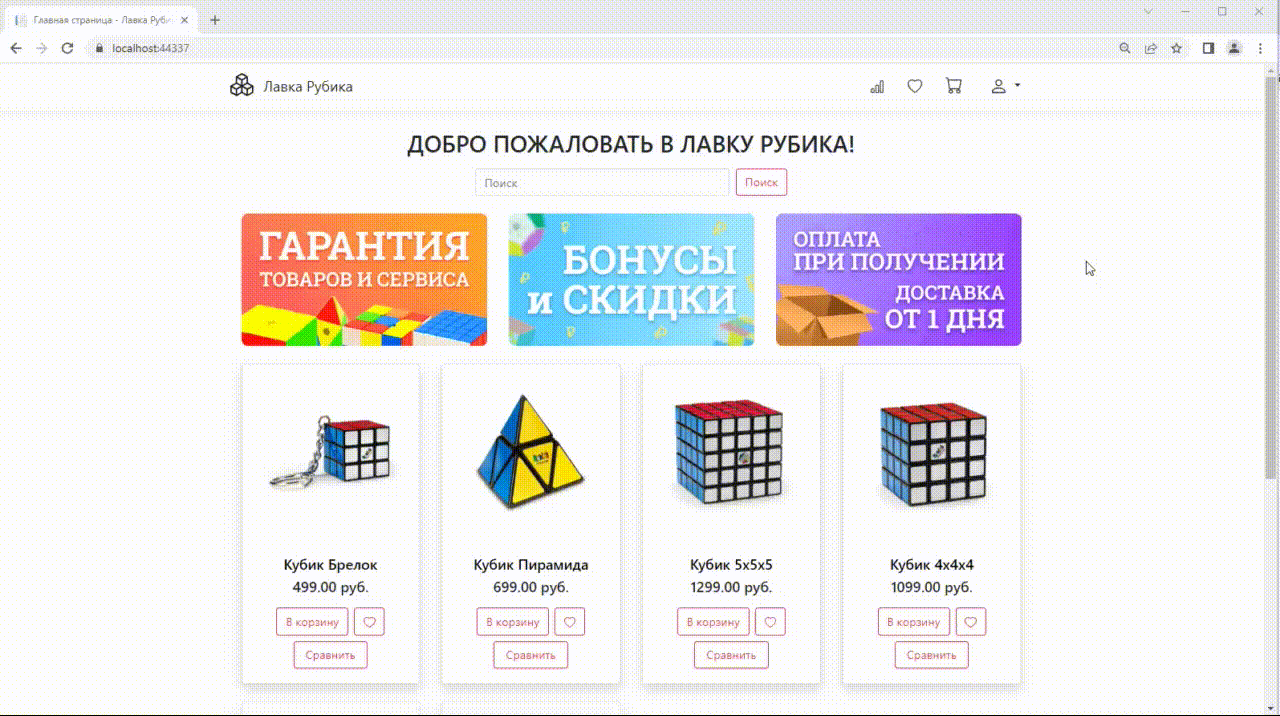 Главная страница - Лавка Руби
localhost:44337
Лавка Рубика
ДОБРО ПОЖАЛОВАТЬ В ЛАВКУ РУБИКА!
Поиск
Поиск
ГАРАНТИЯ
ТОВАРОВ И СЕРВИСА
БОНУСЫ
и СКИДКИ
ОПЛАТА
ПРИ ПОЛУЧЕНИИ
ДОСТАВКА
ОТ 1 ДНЯ
Кубик Брелок
499.00 руб.
В корзину
Сравнить
Кубик Пирамида
699.00 руб.
В корзину
Сравнить
Кубик 5x5x5
1299.00 руб.
В корзину
Сравнить
Кубик 4x4x4
1099.00 руб.
В корзину
Сравнить